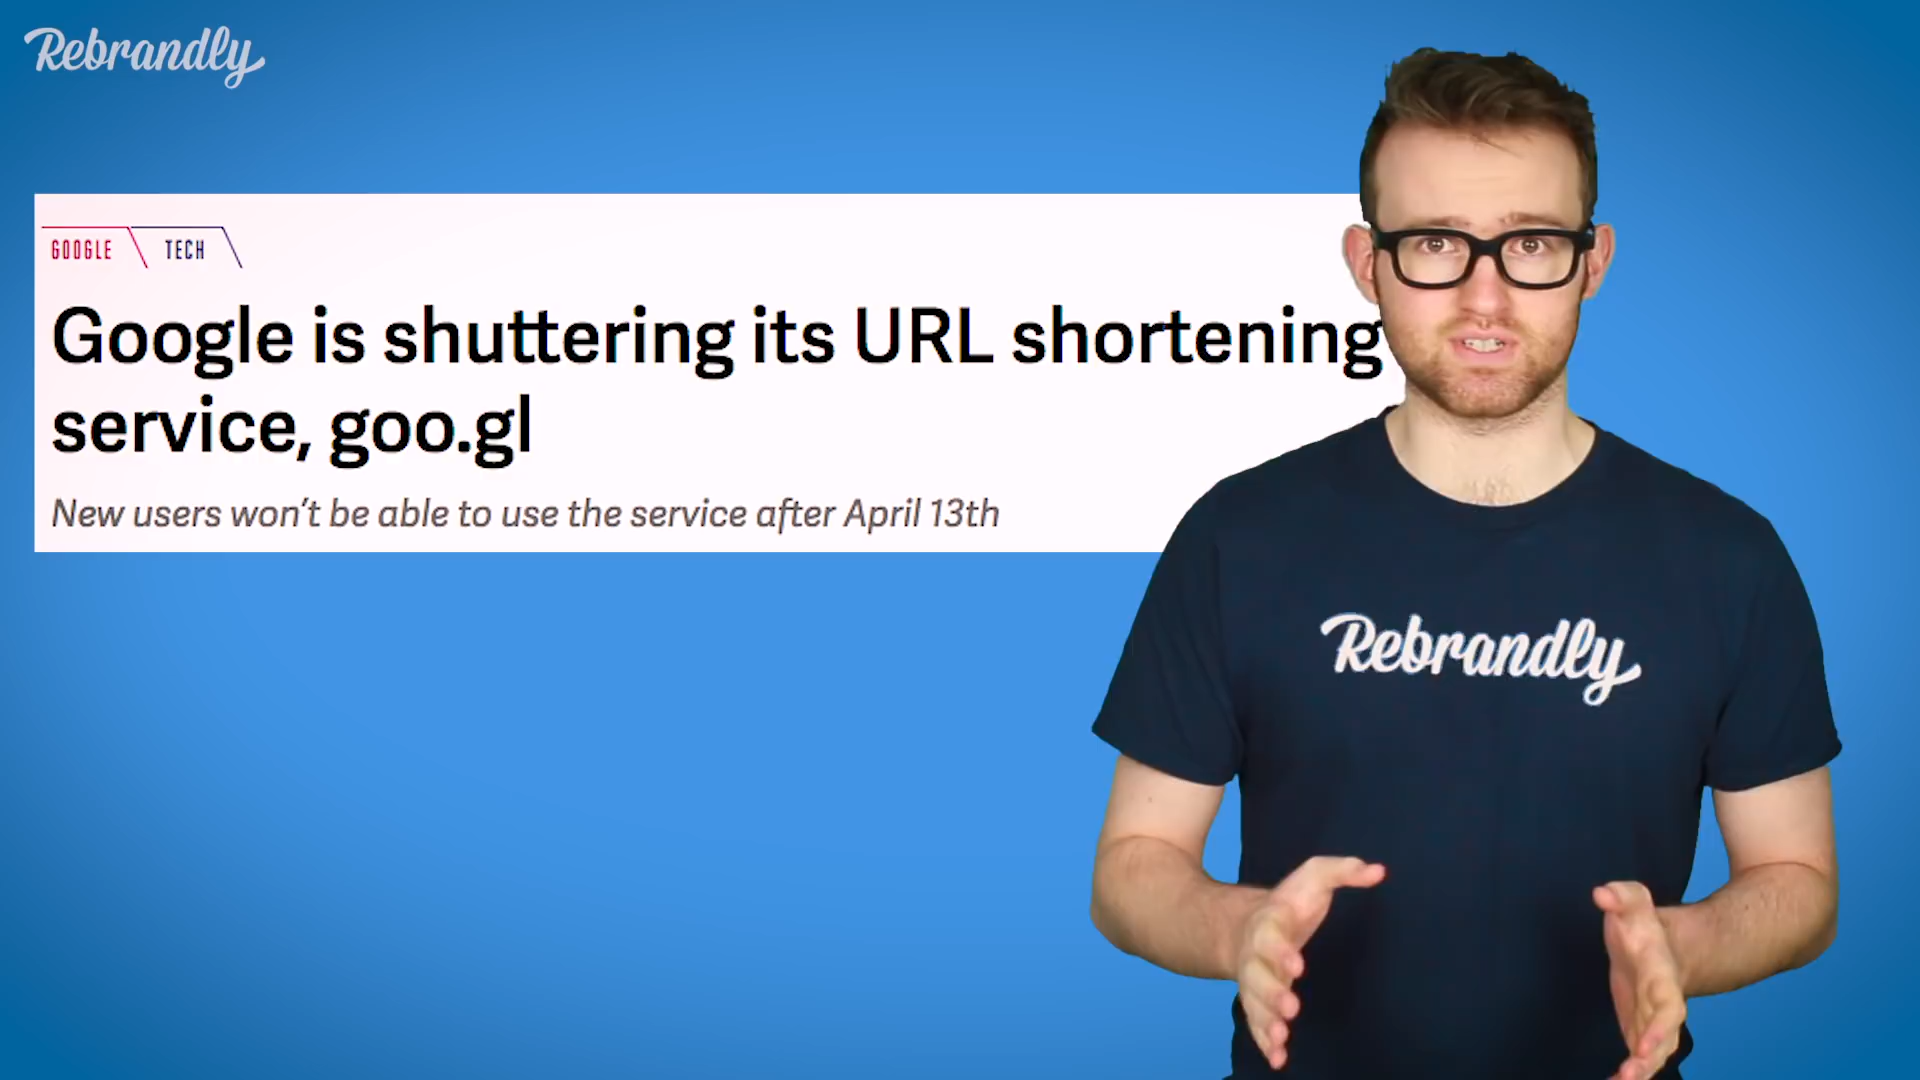 Rebrandly
GOOGLE TECH
Google is shuttering its URL shortening
service, goo.gl
New users won't be able to use the service after April 13th
Rebrandly